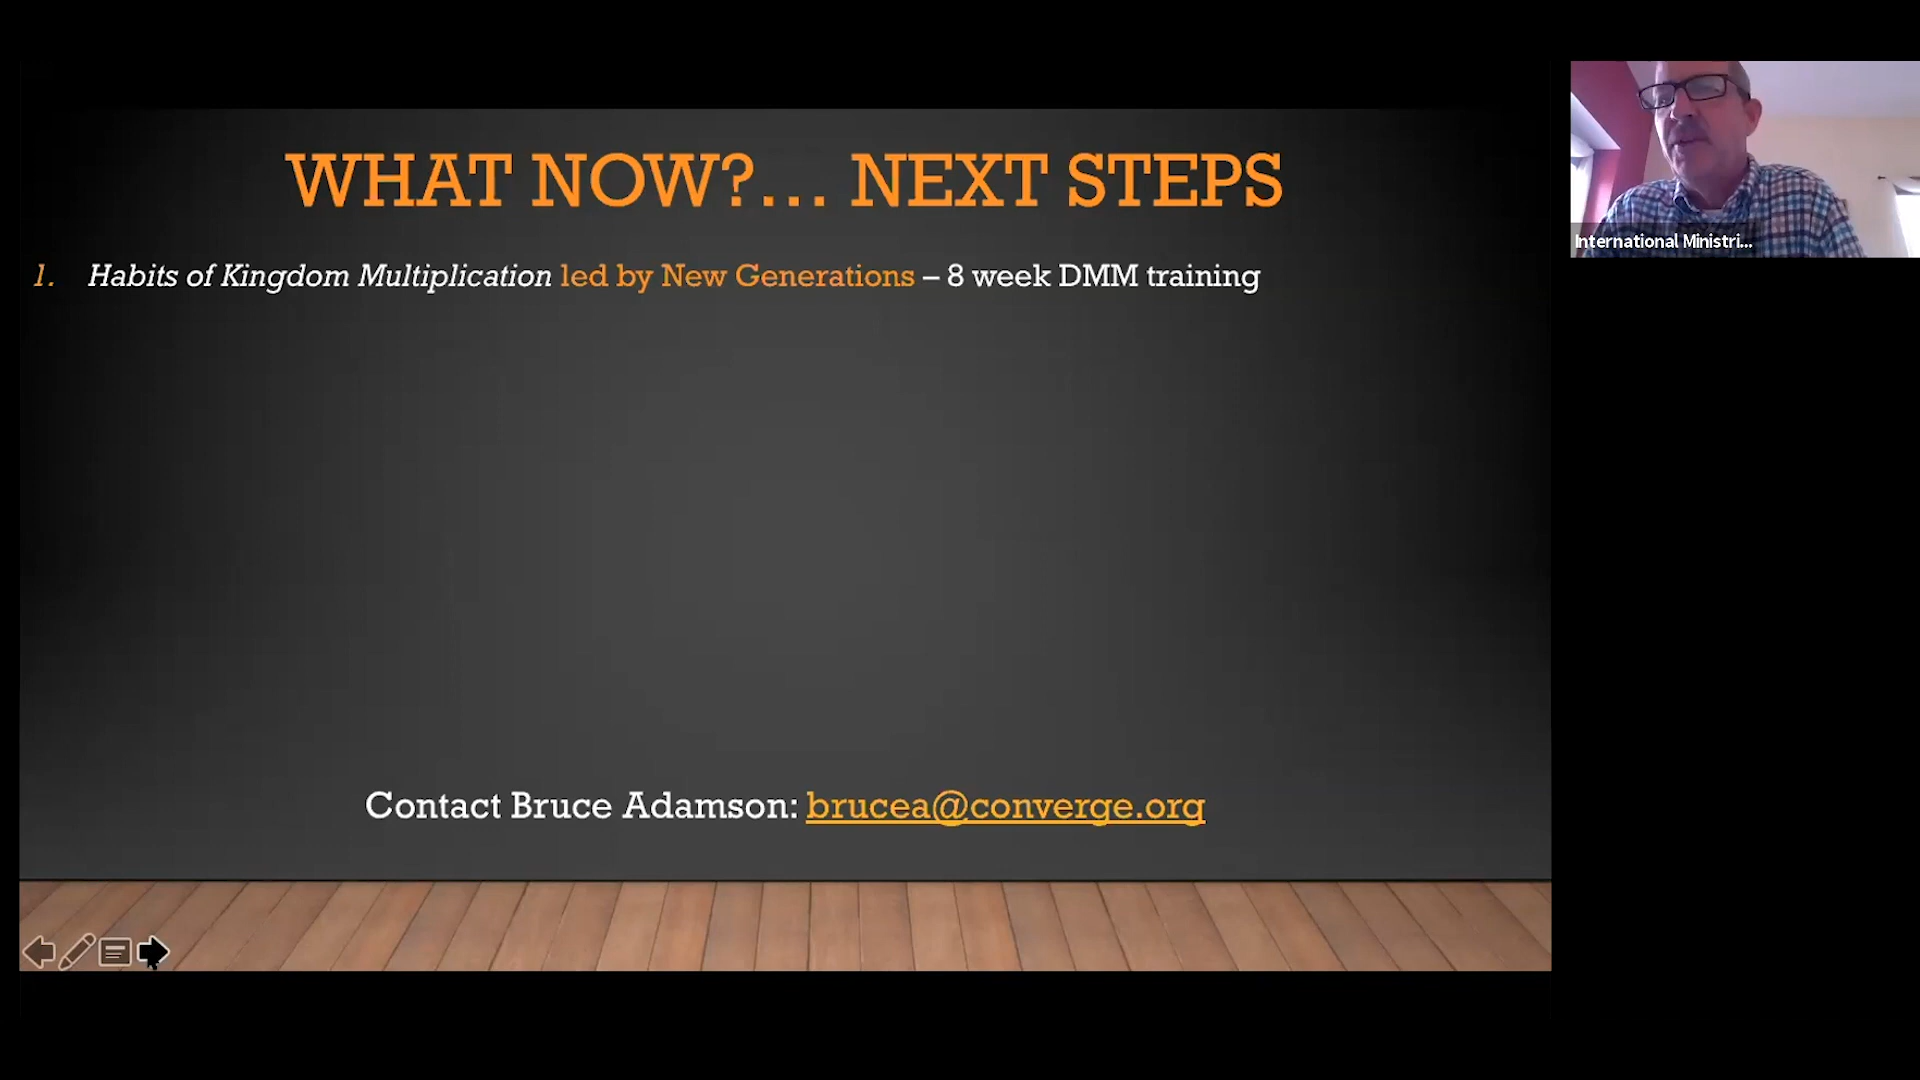 WHAT NOW?... NEXT STEPS
1. Habits of Kingdom Multiplication led by New Generations – 8 week DMM training
Contact Bruce Adamson: brucea@converge.org
International Ministri...